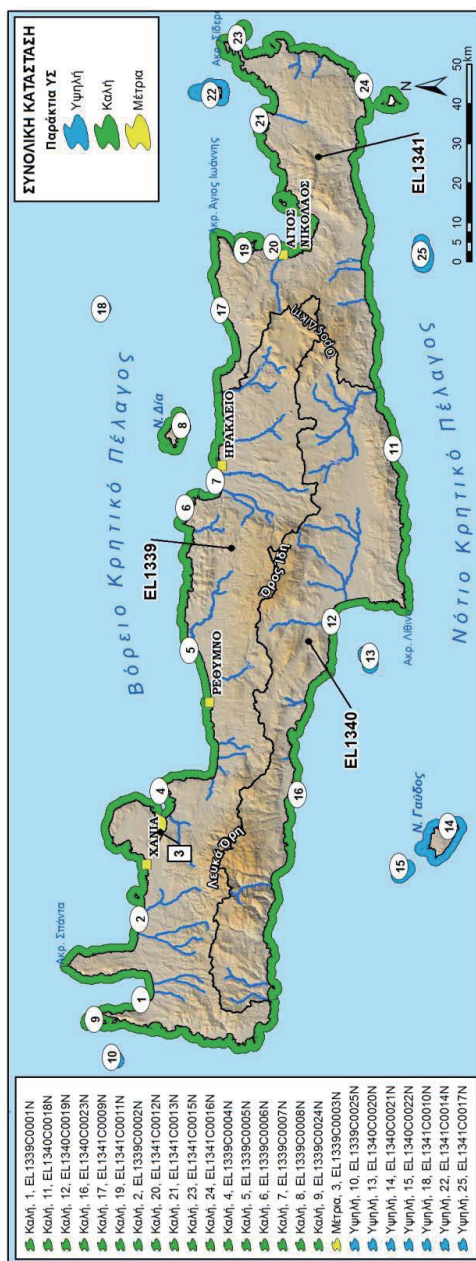 Καλή, 1, EL1339C0001N
Καλή, 11, EL1340C0018N
Καλή, 12, EL1340C0019N
Καλή, 16, EL1340C0023N
Καλή, 17, EL1341C0009N
Καλή, 19, EL1341C0011N
Καλή, 2, EL1339C0002N
Καλή, 20, EL1341C0012N
Καλή, 21, EL1341C0013N
Καλή, 23, EL1341C0015N
Καλή, 24, EL1341C0016N
Καλή, 4, EL1339C0004N
Καλή, 5, EL1339C0005N
Καλή, 6, EL1339C0006N
Καλή, 7, EL1339C0007N
Καλή, 8, EL1339C0008N
Καλή, 9, EL1339C0024N
Μέτρια, 3, EL1339C0003N
Υψηλή, 10, EL1339C0025N
Υψηλή, 13, EL1340C0020N
Υψηλή, 14, EL1340C0021N
Υψηλή, 15, EL1340C0022N
Υψηλή, 18, EL1341C0010N
Υψηλή, 22, EL1341C0014N
Υψηλή, 25, EL1341C0017N
ΣΥΝΟΛΙΚΗ ΚΑΤΑΣΤΑΣΗ
Παράκτια ΥΣ
Υψηλή
Καλή
Μέτρια
Βόρειο Κρητικό Πέλαγος
Ακρ. Σπάντα
Ν. Δία
Ακρ. Άγιος Ιωάννης
Ακρ. Σίδερο
EL1339
ΧΑΝΙΑ
ΡΕΘΥΜΝΟ
ΗΡΑΚΛΕΙΟ
ΑΓΙΟΣ
ΝΙΚΟΛΑΟΣ
Λευκά Όρη
Όρος Ίδη
Όρος Δίκτη
EL1340
EL1341
Ακρ. Λίθινο
Ν. Γαύδος
Νότιο Κρητικό Πέλαγος
1
2
3
4
5
6
7
8
9
10
11
12
13
14
15
16
17
18
19
20
21
22
23
24
25
N
0 10 20 30 40 50
km